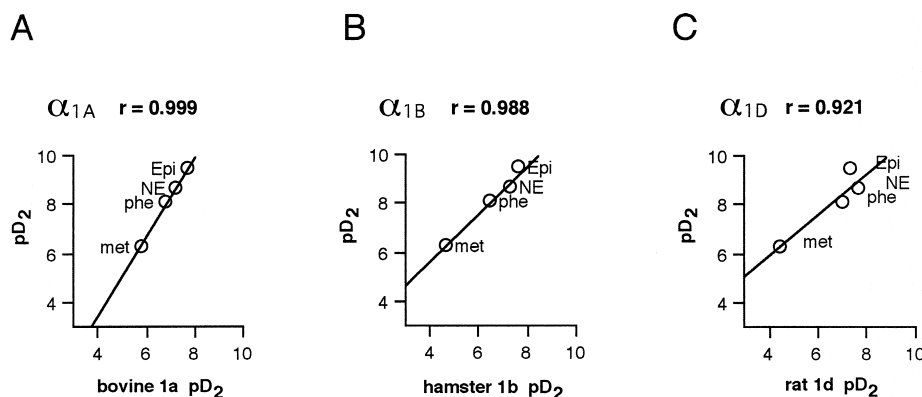 A
B
C
α1A r = 0.999
α1B r = 0.988
α1D r = 0.921
10
8
6
4
pD2
Epi
NE
phe
met
4 6 8 10
bovine 1a pD2
10
8
6
4
pD2
Epi
NE
phe
met
4 6 8 10
hamster 1b pD2
10
8
6
4
pD2
Epi
NE
phe
met
4 6 8 10
rat 1d pD2